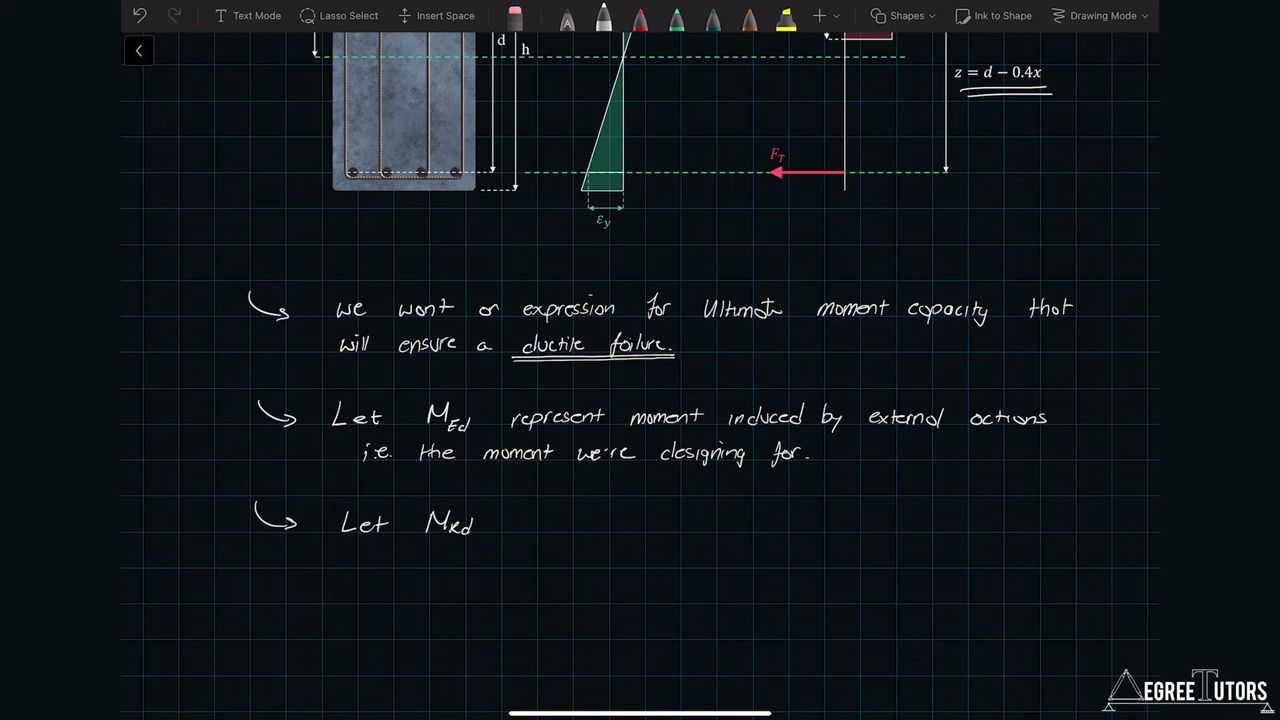 Text Mode Lasso Select Insert Space Shapes Ink to Shape Drawing Mode
A
d
h
z = d − 0.4x
F_T
ε_y
we want an expression for Ultimate moment capacity that
will ensure a ductile failure.
Let M_Ed represent moment induced by external actions
i.e. the moment we're designing for.
Let M_Rd
DEGREE TUTORS